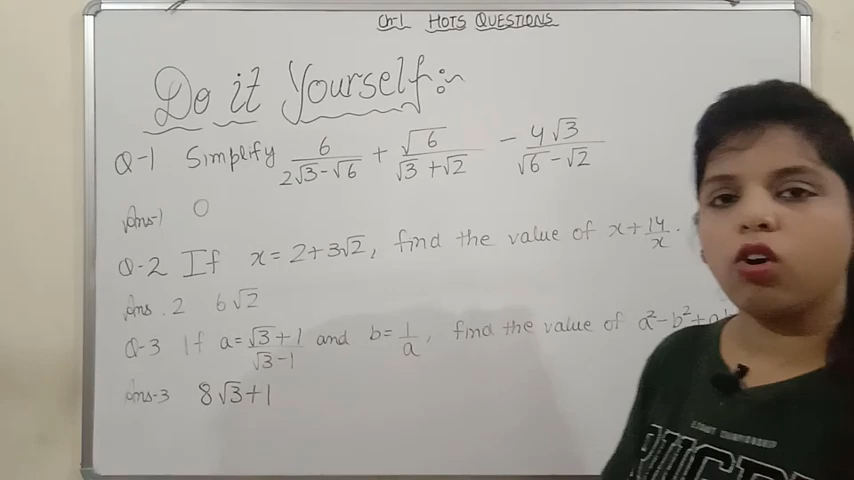 Ch-1 HOTS QUESTIONS
Do it Yourself:~
Q-1 Simplify 6/(2√3-√6) + √6/(√3+√2) - 4√3/(√6-√2)
Ans-1 0
Q-2 If x=2+3√2, find the value of x+14/x.
Ans.2 6√2
Q-3 If a=(√3+1)/(√3-1) and b=1/a, find the value of a²-b²+a
Ans-3 8√3+1